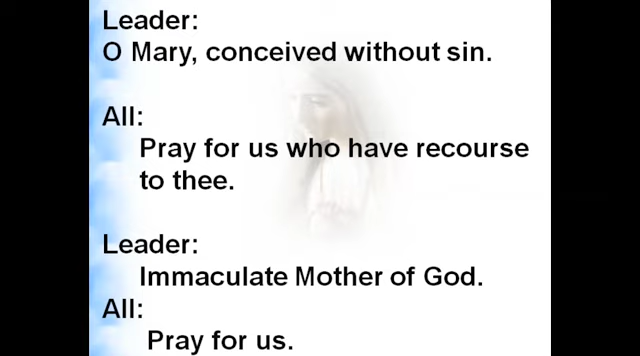 Leader:
O Mary, conceived without sin.
All:
Pray for us who have recourse
to thee.
Leader:
Immaculate Mother of God.
All:
Pray for us.